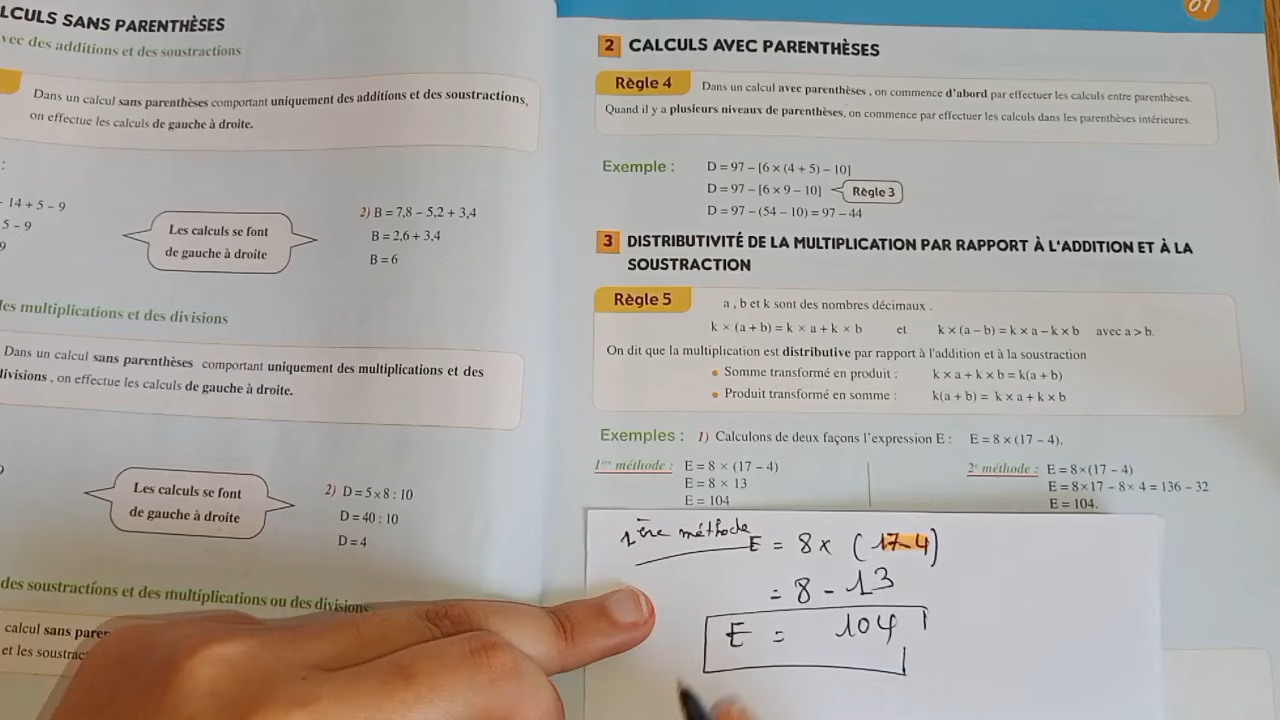 LCULS SANS PARENTHÈSES
vec des additions et des soustractions
Dans un calcul sans parenthèses comportant uniquement des additions et des soustractions,
on effectue les calculs de gauche à droite.
:
- 14 + 5 – 9
5 – 9
9
Les calculs se font
de gauche à droite
2) B = 7,8 – 5,2 + 3,4
B = 2,6 + 3,4
B = 6
des multiplications et des divisions
Dans un calcul sans parenthèses comportant uniquement des multiplications et des
divisions , on effectue les calculs de gauche à droite.
Les calculs se font
de gauche à droite
2) D = 5 x 8 : 10
D = 40 : 10
D = 4
des soustractions et des multiplications ou des divisions
calcul sans paren
et les soustrac
01
2 CALCULS AVEC PARENTHÈSES
Règle 4
Dans un calcul avec parenthèses , on commence d'abord par effectuer les calculs entre parenthèses.
Quand il y a plusieurs niveaux de parenthèses, on commence par effectuer les calculs dans les parenthèses intérieures.
Exemple :
D = 97 – [6 × (4 + 5) – 10]
D = 97 – [6 × 9 – 10]
Règle 3
D = 97 – (54 – 10) = 97 – 44
3 DISTRIBUTIVITÉ DE LA MULTIPLICATION PAR RAPPORT À L'ADDITION ET À LA
SOUSTRACTION
Règle 5
a , b et k sont des nombres décimaux .
k × (a + b) = k × a + k × b et k × (a – b) = k × a – k × b avec a > b.
On dit que la multiplication est distributive par rapport à l'addition et à la soustraction
• Somme transformé en produit : k × a + k × b = k(a + b)
• Produit transformé en somme : k(a + b) = k × a + k × b
Exemples : 1) Calculons de deux façons l'expression E : E = 8 × (17 – 4).
1ère méthode : E = 8 × (17 – 4)
E = 8 × 13
E = 104
2e méthode : E = 8×(17 – 4)
E = 8×17 – 8× 4 = 136 – 32
E = 104.
1ère méthode E = 8 x (17-4)
= 8 - 13
E = 104